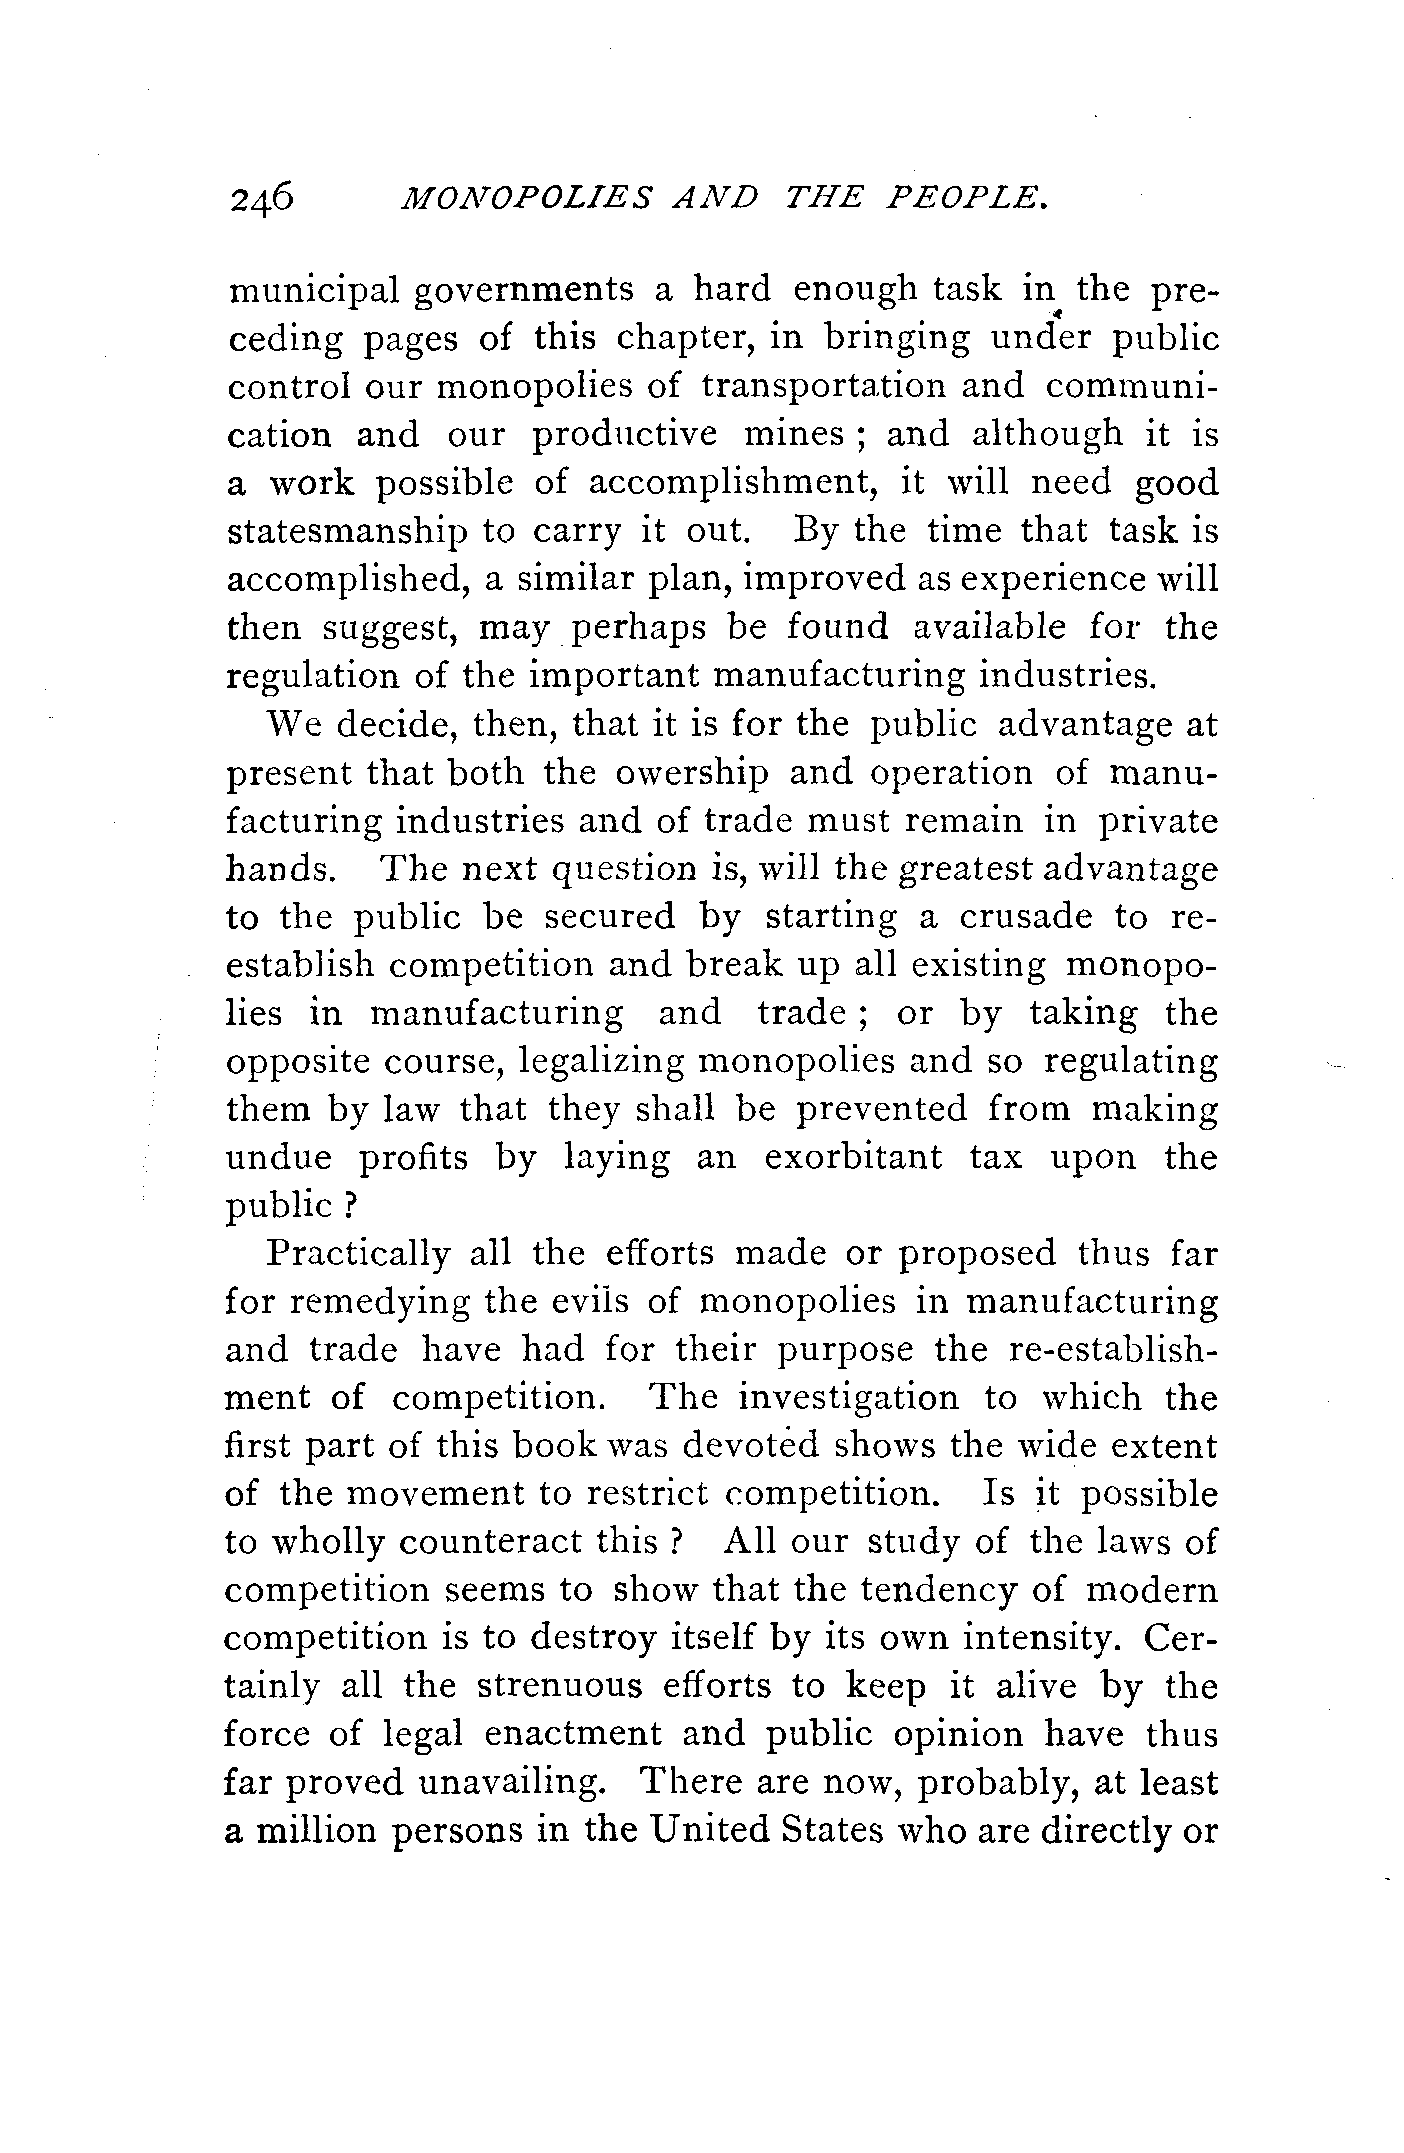 246 MONOPOLIES AND THE PEOPLE.
municipal governments a hard enough task in the pre-
ceding pages of this chapter, in bringing under public
control our monopolies of transportation and communi-
cation and our productive mines ; and although it is
a work possible of accomplishment, it will need good
statesmanship to carry it out. By the time that task is
accomplished, a similar plan, improved as experience will
then suggest, may perhaps be found available for the
regulation of the important manufacturing industries.
We decide, then, that it is for the public advantage at
present that both the owership and operation of manu-
facturing industries and of trade must remain in private
hands. The next question is, will the greatest advantage
to the public be secured by starting a crusade to re-
establish competition and break up all existing monopo-
lies in manufacturing and trade ; or by taking the
opposite course, legalizing monopolies and so regulating
them by law that they shall be prevented from making
undue profits by laying an exorbitant tax upon the
public ?
Practically all the efforts made or proposed thus far
for remedying the evils of monopolies in manufacturing
and trade have had for their purpose the re-establish-
ment of competition. The investigation to which the
first part of this book was devoted shows the wide extent
of the movement to restrict competition. Is it possible
to wholly counteract this ? All our study of the laws of
competition seems to show that the tendency of modern
competition is to destroy itself by its own intensity. Cer-
tainly all the strenuous efforts to keep it alive by the
force of legal enactment and public opinion have thus
far proved unavailing. There are now, probably, at least
a million persons in the United States who are directly or